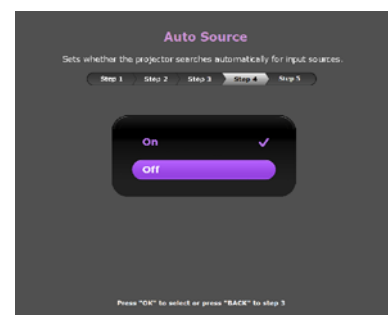 Auto Source
Sets whether the projector searches automatically for input sources.
Step 1 Step 2 Step 3 Step 4 Step 5
On
Off
Press "OK" to select or press "BACK" to step 3